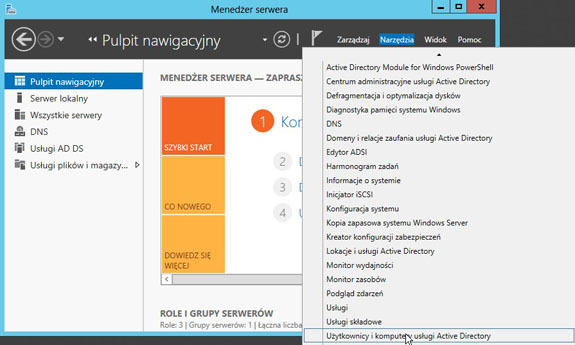 Menedżer serwera
Pulpit nawigacyjny
Zarządzaj Narzędzia Widok Pomoc
Pulpit nawigacyjny
Serwer lokalny
Wszystkie serwery
DNS
Usługi AD DS
Usługi plików i magazy...
MENEDŻER SERWERA — ZAPRASZ
SZYBKI START
CO NOWEGO
DOWIEDZ SIĘ
WIĘCEJ
1 Kon
2
3
4
ROLE I GRUPY SERWERÓW
Role: 3 | Grupy serwerów: 1 | Łączna liczba
Active Directory Module for Windows PowerShell
Centrum administracyjne usługi Active Directory
Defragmentacja i optymalizacja dysków
Diagnostyka pamięci systemu Windows
DNS
Domeny i relacje zaufania usługi Active Directory
Edytor ADSI
Harmonogram zadań
Informacje o systemie
Inicjator iSCSI
Konfiguracja systemu
Kopia zapasowa systemu Windows Server
Kreator konfiguracji zabezpieczeń
Lokacje i usługi Active Directory
Monitor wydajności
Monitor zasobów
Podgląd zdarzeń
Usługi
Usługi składowe
Użytkownicy i komputery usługi Active Directory